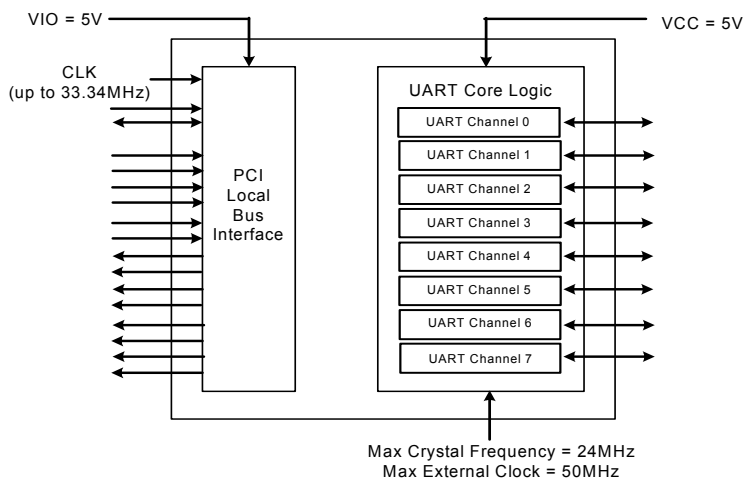 VIO = 5V
VCC = 5V
CLK
(up to 33.34MHz)
PCI
Local
Bus
Interface
UART Core Logic
UART Channel 0
UART Channel 1
UART Channel 2
UART Channel 3
UART Channel 4
UART Channel 5
UART Channel 6
UART Channel 7
Max Crystal Frequency = 24MHz
Max External Clock = 50MHz